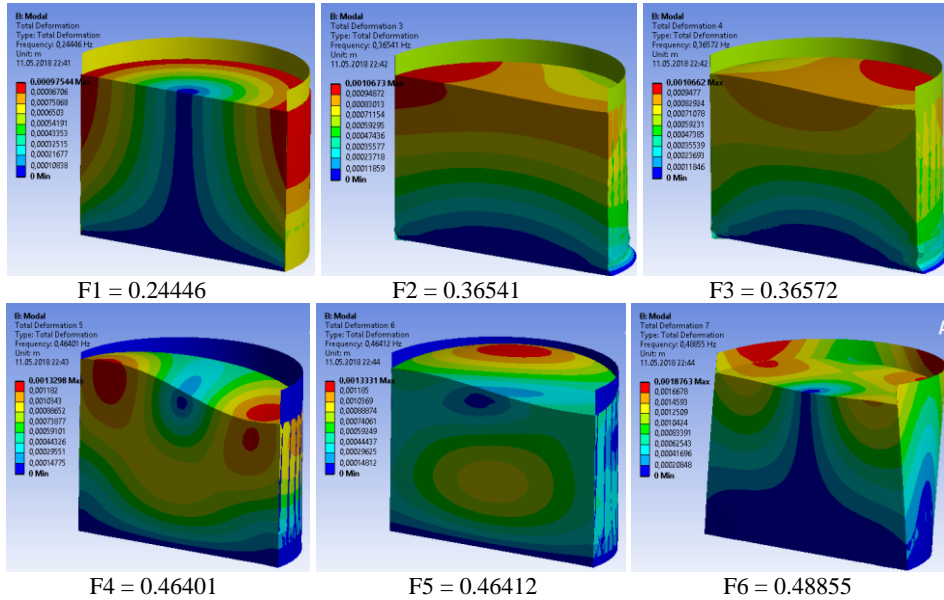 B: Modal
Total Deformation
Type: Total Deformation
Frequency: 0,24446 Hz
Unit: m
11.05.2018 22:41
0,00097544 Max
0,00086706
0,00075868
0,0006503
0,00054191
0,00043353
0,00032515
0,00021677
0,00010838
0 Min
F1 = 0.24446
B: Modal
Total Deformation 3
Type: Total Deformation
Frequency: 0,36541 Hz
Unit: m
11.05.2018 22:42
0,0010673 Max
0,00094872
0,00083013
0,00071154
0,00059295
0,00047436
0,00035577
0,00023718
0,00011859
0 Min
F2 = 0.36541
B: Modal
Total Deformation 4
Type: Total Deformation
Frequency: 0,36572 Hz
Unit: m
11.05.2018 22:42
0,0010662 Max
0,0009477
0,00082924
0,00071078
0,00059231
0,00047385
0,00035539
0,00023693
0,00011846
0 Min
F3 = 0.36572
B: Modal
Total Deformation 5
Type: Total Deformation
Frequency: 0,46401 Hz
Unit: m
11.05.2018 22:43
0,0013298 Max
0,001182
0,0010343
0,00088652
0,00073877
0,00059101
0,00044326
0,00029551
0,00014775
0 Min
F4 = 0.46401
B: Modal
Total Deformation 6
Type: Total Deformation
Frequency: 0,46412 Hz
Unit: m
11.05.2018 22:44
0,0013331 Max
0,001185
0,0010369
0,00088874
0,00074061
0,00059249
0,00044437
0,00029625
0,00014812
0 Min
F5 = 0.46412
B: Modal
Total Deformation 7
Type: Total Deformation
Frequency: 0,48855 Hz
Unit: m
11.05.2018 22:44
0,0018763 Max
0,0016678
0,0014593
0,0012509
0,0010424
0,00083391
0,00062543
0,00041696
0,00020848
0 Min
F6 = 0.48855